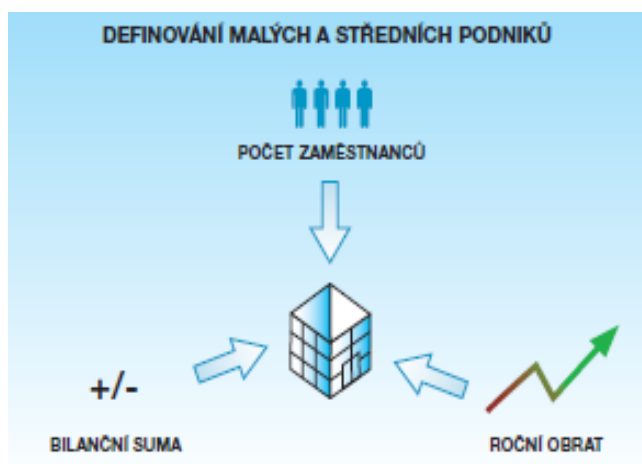 DEFINOVÁNÍ MALÝCH A STŘEDNÍCH PODNIKŮ
POČET ZAMĚSTNANCŮ
+/-
BILANČNÍ SUMA
ROČNÍ OBRAT